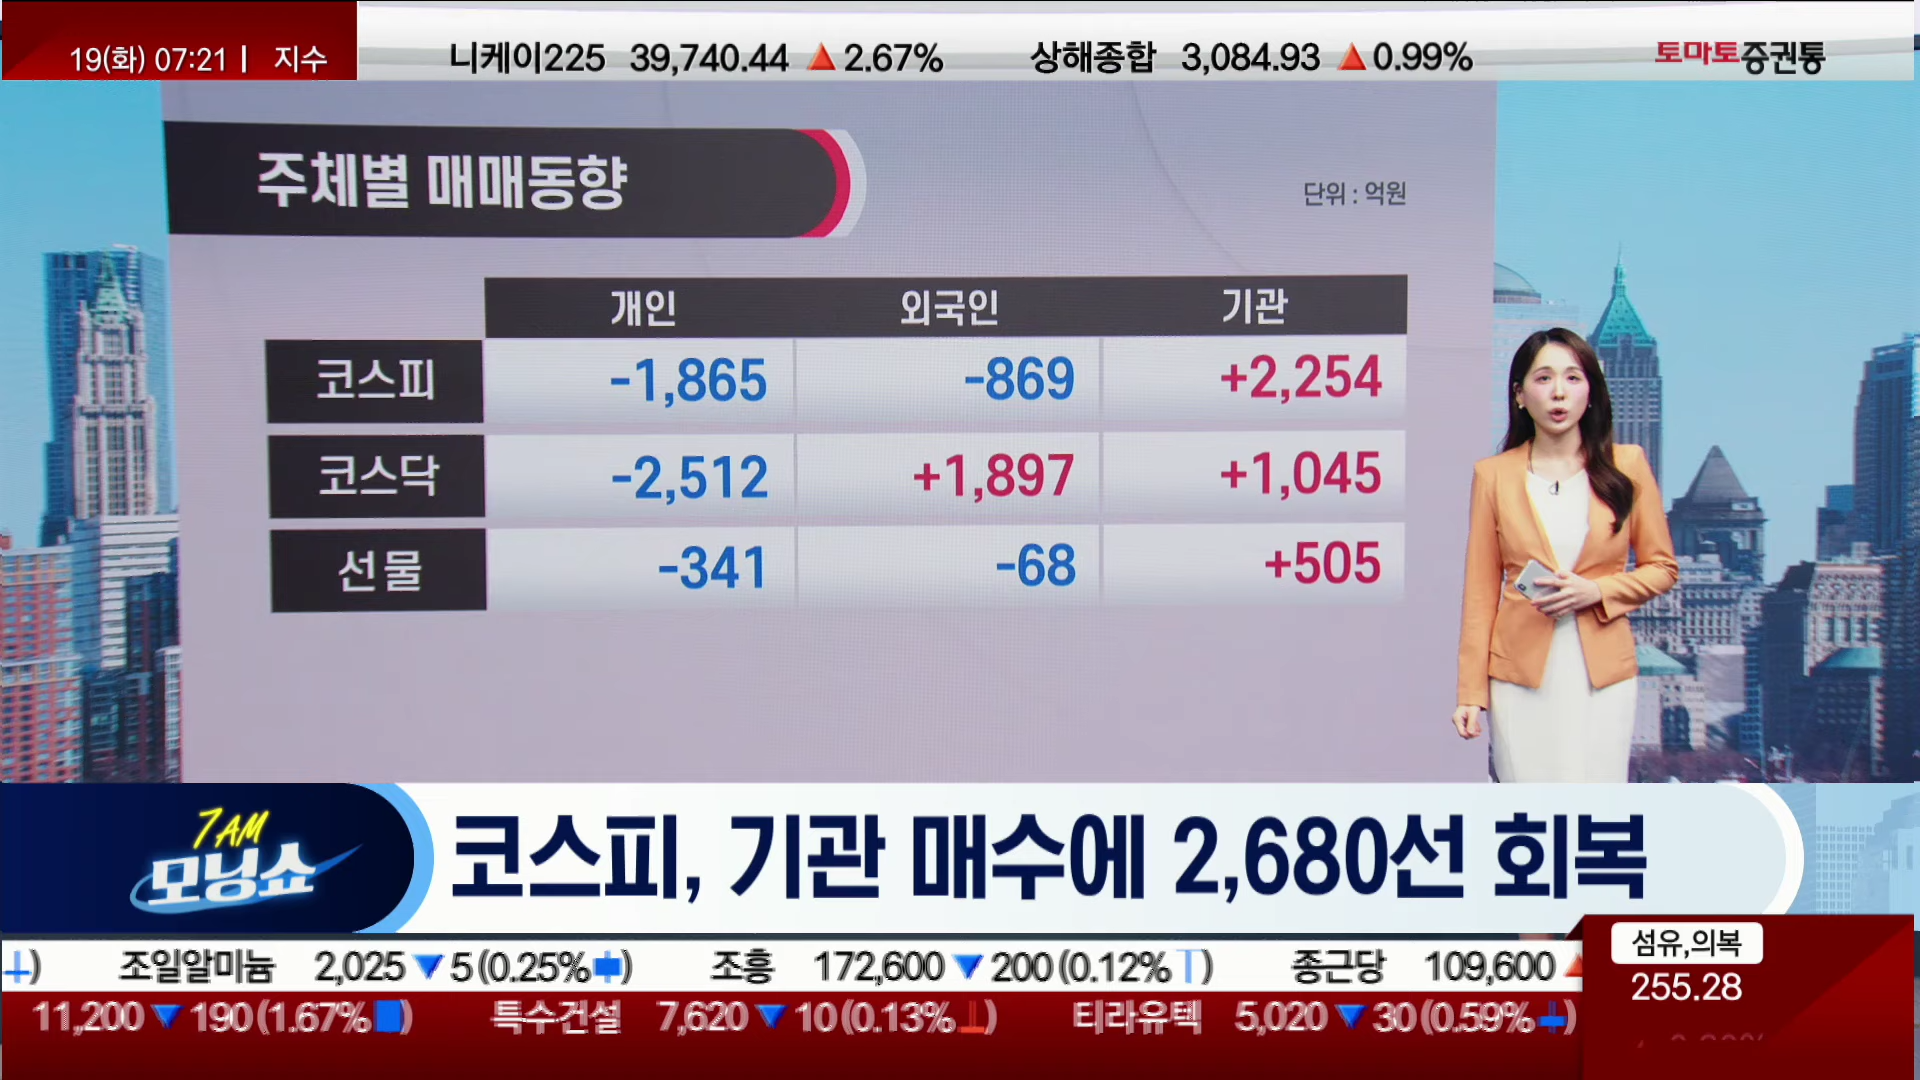 19(화) 07:21 | 지수 니케이225 39,740.44 ▲ 2.67% 상해종합 3,084.93 ▲ 0.99% 토마토증권통
주체별 매매동향
단위 : 억원
개인 외국인 기관
코스피 -1,865 -869 +2,254
코스닥 -2,512 +1,897 +1,045
선물 -341 -68 +505
7AM
모닝쇼
코스피, 기관 매수에 2,680선 회복
) 조일알미늄 2,025 ▼ 5(0.25% ) 조흥 172,600 ▼ 200(0.12% ) 종근당 109,600
11,200 ▼ 190(1.67% ) 특수건설 7,620 ▼ 10(0.13% ) 티라유텍 5,020 ▼ 30(0.59% )
섬유,의복
255.28